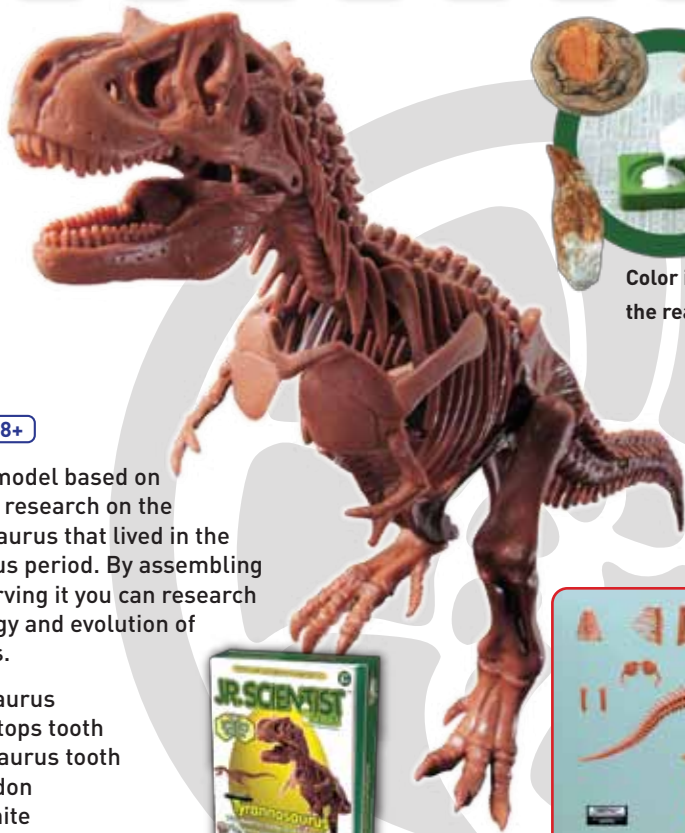 Color i
the rea
8+
model based on
research on the
aurus that lived in the
us period. By assembling
rving it you can research
gy and evolution of
s.
aurus
tops tooth
aurus tooth
don
ite
JR. SCIENTIST
Tyrannosaurus